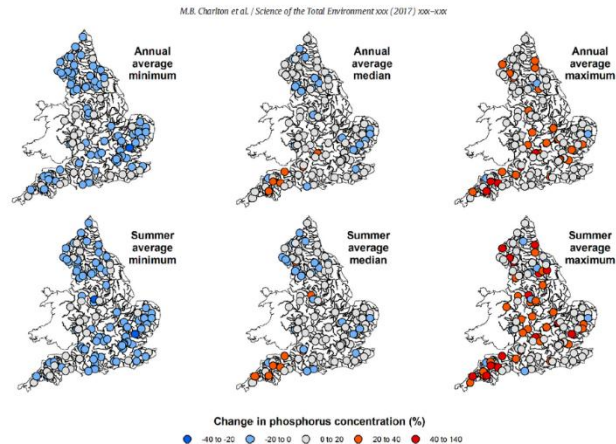 M.B. Charlton et al. / Science of the Total Environment xxx (2017) xxx–xxx
Annual
average
minimum
Annual
average
median
Annual
average
maximum
Summer
average
minimum
Summer
average
median
Summer
average
maximum
Change in phosphorus concentration (%)
-40 to -20 -20 to 0 0 to 20 20 to 40 40 to 140